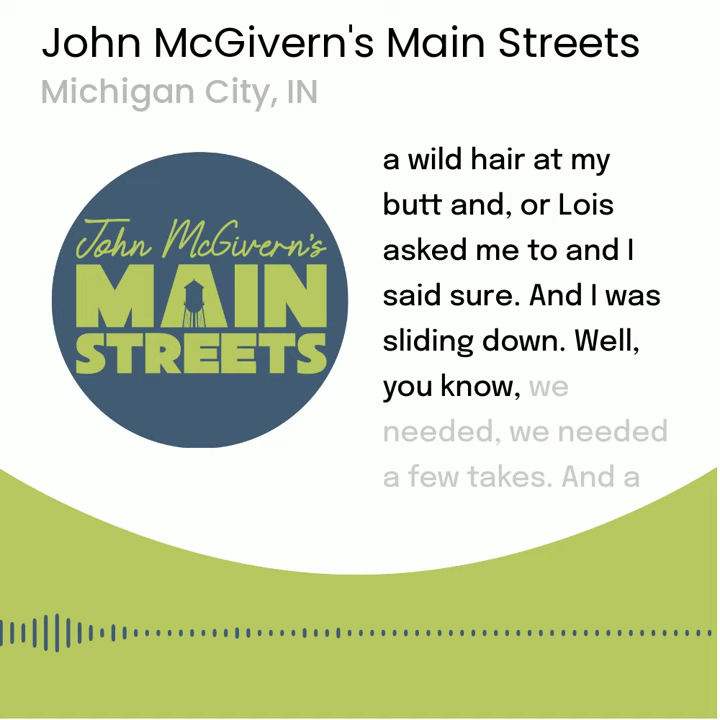 John McGivern's Main Streets
Michigan City, IN
John McGivern's
MAIN
STREETS
a wild hair at my
butt and, or Lois
asked me to and I
said sure. And I was
sliding down. Well,
you know, we
needed, we needed
a few takes. And a